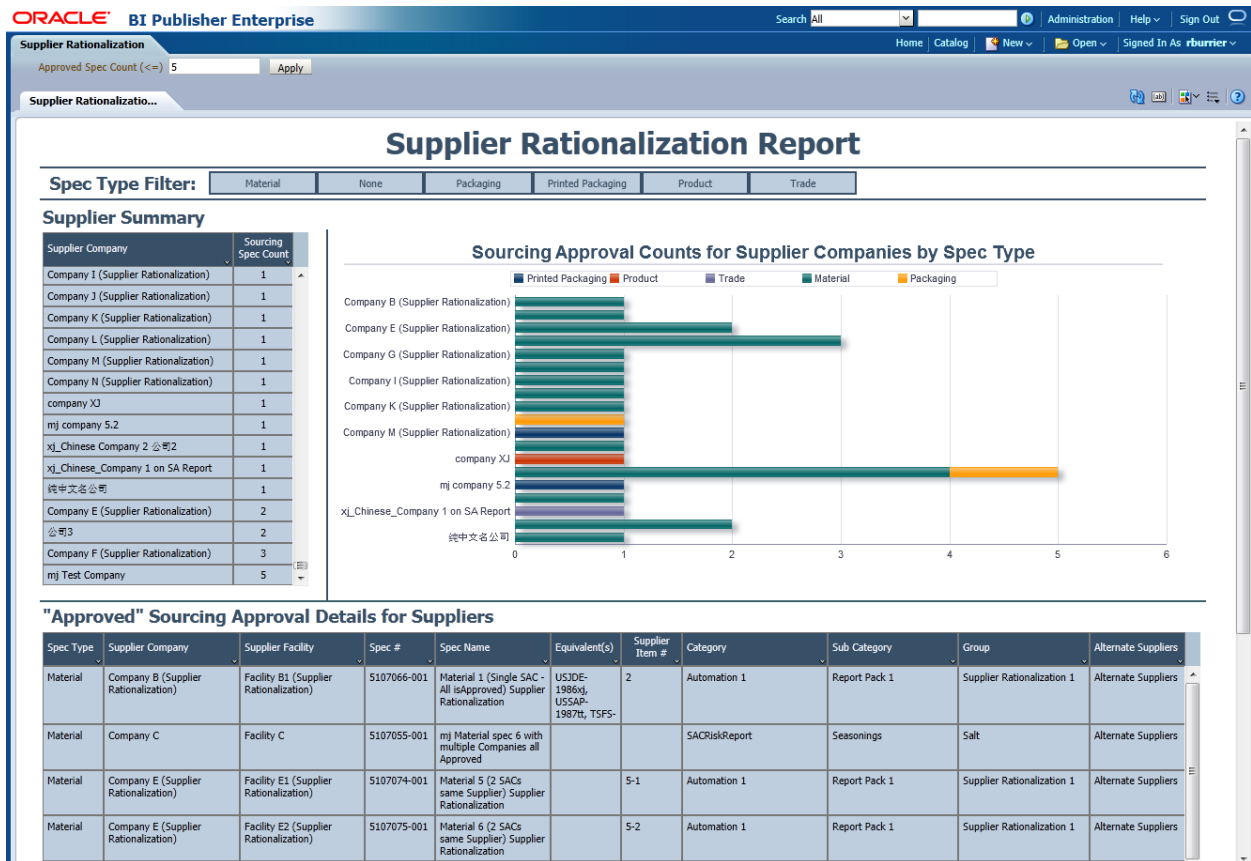 ORACLE BI Publisher Enterprise
Search All
Administration Help Sign Out
Supplier Rationalization
Home Catalog New Open Signed In As rburrier
Approved Spec Count (<=) 5 Apply
Supplier Rationalizatio...
Supplier Rationalization Report
Spec Type Filter: Material None Packaging Printed Packaging Product Trade
Supplier Summary
Supplier Company Sourcing Spec Count
Company I (Supplier Rationalization) 1
Company J (Supplier Rationalization) 1
Company K (Supplier Rationalization) 1
Company L (Supplier Rationalization) 1
Company M (Supplier Rationalization) 1
Company N (Supplier Rationalization) 1
company XJ 1
mj company 5.2 1
xj_Chinese Company 2 公司2 1
xj_Chinese_Company 1 on SA Report 1
纯中文名公司 1
Company E (Supplier Rationalization) 2
公司3 2
Company F (Supplier Rationalization) 3
mj Test Company 5
Sourcing Approval Counts for Supplier Companies by Spec Type
Printed Packaging Product Trade Material Packaging
Company B (Supplier Rationalization)
Company E (Supplier Rationalization)
Company G (Supplier Rationalization)
Company I (Supplier Rationalization)
Company K (Supplier Rationalization)
Company M (Supplier Rationalization)
company XJ
mj company 5.2
xj_Chinese_Company 1 on SA Report
纯中文名公司
0 1 2 3 4 5 6
"Approved" Sourcing Approval Details for Suppliers
Spec Type Supplier Company Supplier Facility Spec # Spec Name Equivalent(s) Supplier Item # Category Sub Category Group Alternate Suppliers
Material Company B (Supplier Facility B1 (Supplier 5107066-001 Material 1 (Single SAC - USJDE- 2 Automation 1 Report Pack 1 Supplier Rationalization 1 Alternate Suppliers
Rationalization) Rationalization) All isApproved) Supplier 1986xj,
Rationalization USSAP-
1987tt, TSFS-
Material Company C Facility C 5107055-001 mj Material spec 6 with SACRiskReport Seasonings Salt Alternate Suppliers
multiple Companies all
Approved
Material Company E (Supplier Facility E1 (Supplier 5107074-001 Material 5 (2 SACs 5-1 Automation 1 Report Pack 1 Supplier Rationalization 1 Alternate Suppliers
Rationalization) Rationalization) same Supplier) Supplier
Rationalization
Material Company E (Supplier Facility E2 (Supplier 5107075-001 Material 6 (2 SACs 5-2 Automation 1 Report Pack 1 Supplier Rationalization 1 Alternate Suppliers
Rationalization) Rationalization) same Supplier) Supplier
Rationalization